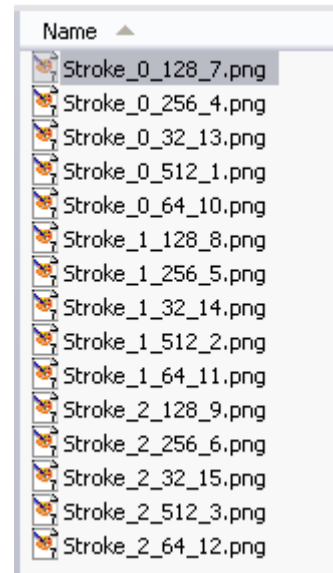 Name
Stroke_0_128_7.png
Stroke_0_256_4.png
Stroke_0_32_13.png
Stroke_0_512_1.png
Stroke_0_64_10.png
Stroke_1_128_8.png
Stroke_1_256_5.png
Stroke_1_32_14.png
Stroke_1_512_2.png
Stroke_1_64_11.png
Stroke_2_128_9.png
Stroke_2_256_6.png
Stroke_2_32_15.png
Stroke_2_512_3.png
Stroke_2_64_12.png